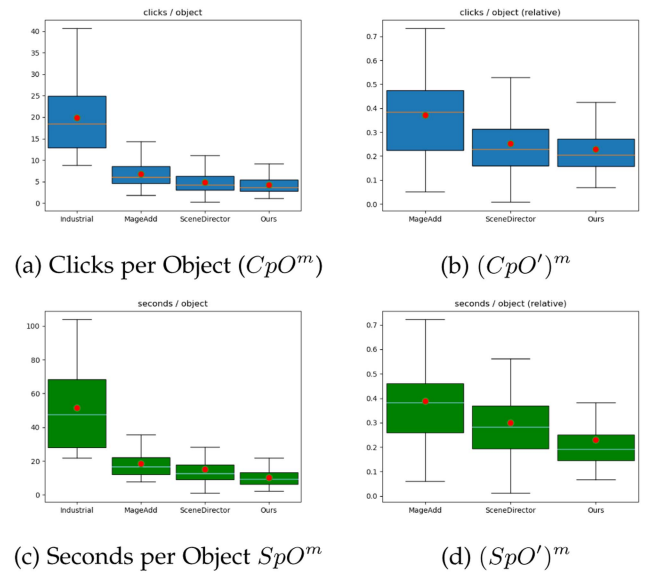 clicks / object
40
35
30
25
20
15
10
5
0
Industrial MageAdd SceneDirector Ours
(a) Clicks per Object (CpO^m)
clicks / object (relative)
0.7
0.6
0.5
0.4
0.3
0.2
0.1
0.0
MageAdd SceneDirector Ours
(b) (CpO′)^m
seconds / object
100
80
60
40
20
0
Industrial MageAdd SceneDirector Ours
(c) Seconds per Object SpO^m
seconds / object (relative)
0.7
0.6
0.5
0.4
0.3
0.2
0.1
0.0
MageAdd SceneDirector Ours
(d) (SpO′)^m